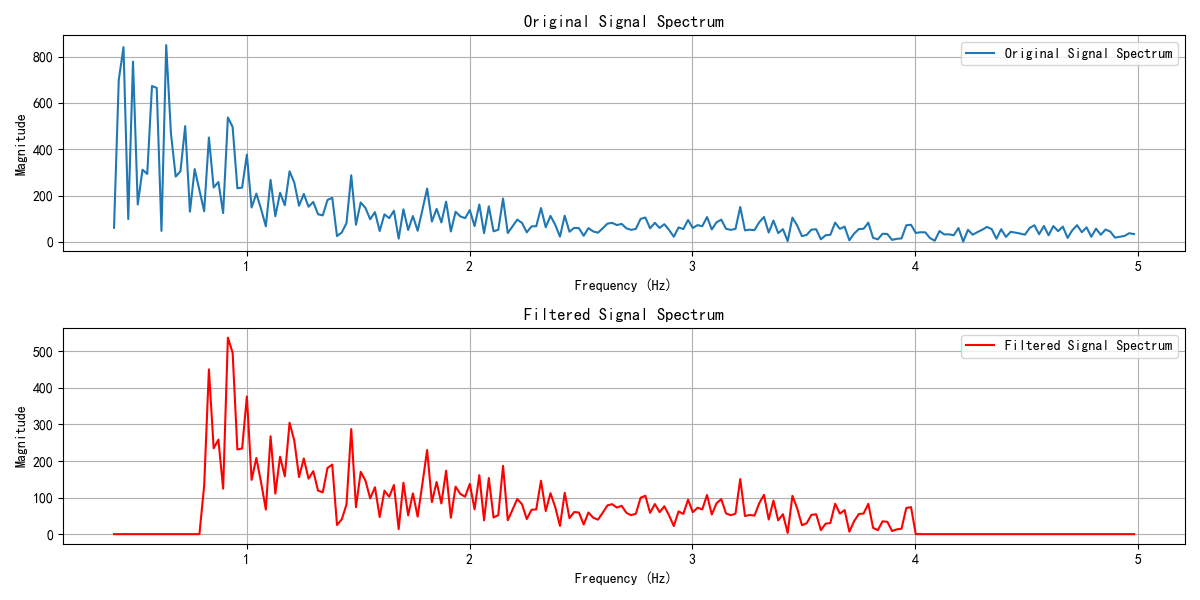 Original Signal Spectrum
Original Signal Spectrum
Magnitude
800
600
400
200
0
1 2 3 4 5
Frequency (Hz)
Filtered Signal Spectrum
Filtered Signal Spectrum
Magnitude
500
400
300
200
100
0
1 2 3 4 5
Frequency (Hz)